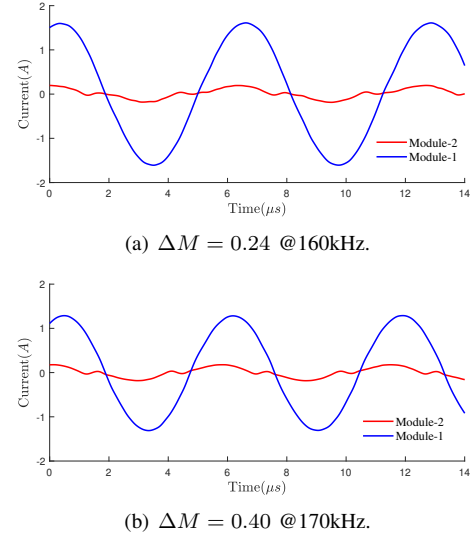 2
1
0
-1
-2
Current(A)
0 2 4 6 8 10 12 14
Time(μs)
Module-2
Module-1
(a) ΔM = 0.24 @160kHz.
2
1
0
-1
-2
Current(A)
0 2 4 6 8 10 12 14
Time(μs)
Module-2
Module-1
(b) ΔM = 0.40 @170kHz.